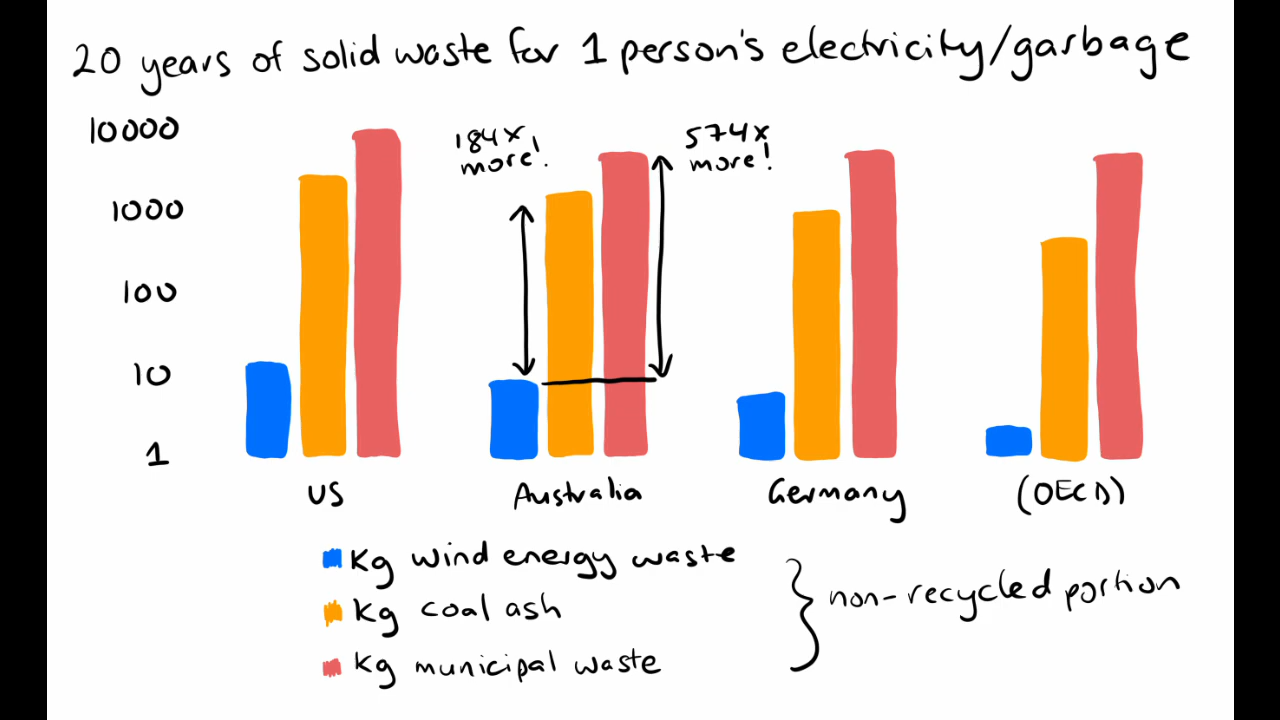 20 years of solid waste for 1 person's electricity/garbage
10000
184x
more!
574x
more!
1000
100
10
1
US
Australia
Germany
(OECD)
Kg wind energy waste
Kg coal ash
Kg municipal waste
non-recycled portion